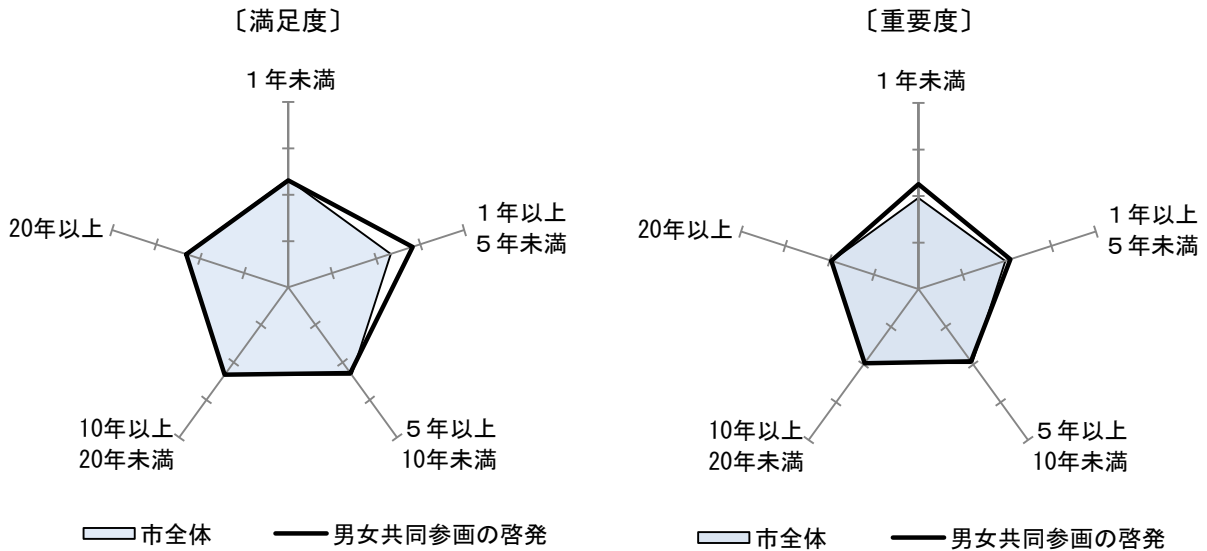 〔満足度〕
１年未満
１年以上
５年未満
５年以上
10年未満
10年以上
20年未満
20年以上
市全体
男女共同参画の啓発
〔重要度〕
１年未満
１年以上
５年未満
５年以上
10年未満
10年以上
20年未満
20年以上
市全体
男女共同参画の啓発